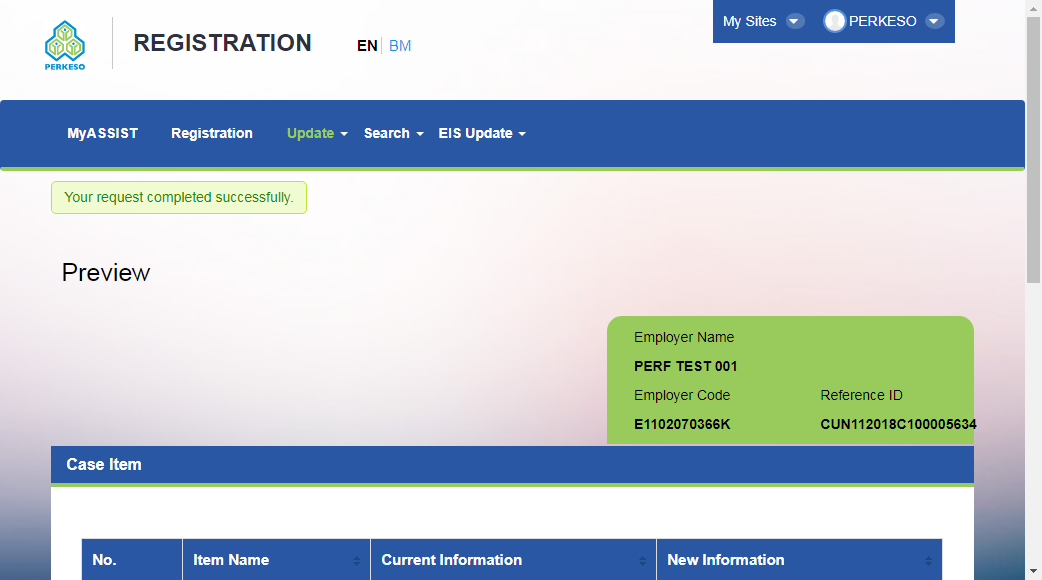 My Sites PERKESO
PERKESO
REGISTRATION EN BM
MyASSIST Registration Update Search EIS Update
Your request completed successfully.
Preview
Employer Name
PERF TEST 001
Employer Code Reference ID
E1102070366K CUN112018C100005634
Case Item
No. Item Name Current Information New Information